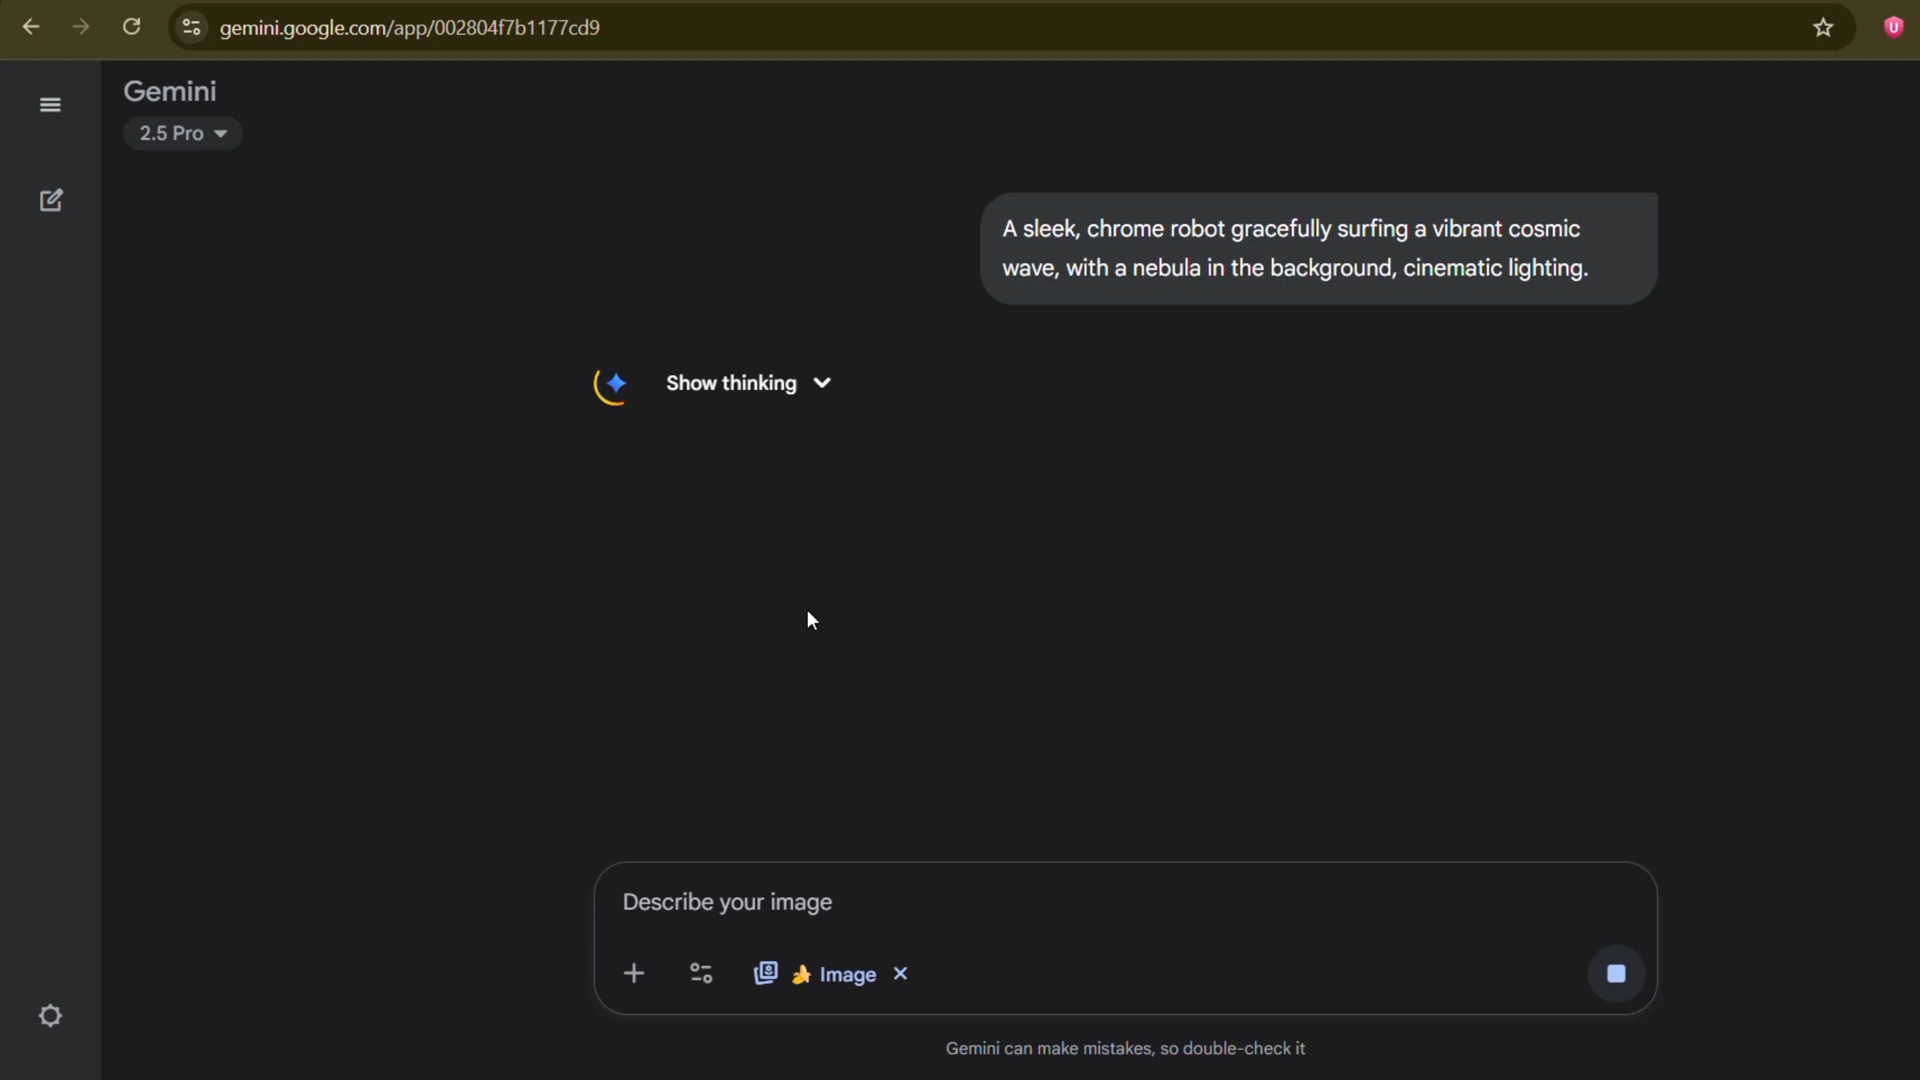 gemini.google.com/app/002804f7b1177cd9
U
Gemini
2.5 Pro
A sleek, chrome robot gracefully surfing a vibrant cosmic
wave, with a nebula in the background, cinematic lighting.
Show thinking
Describe your image
Image
Gemini can make mistakes, so double-check it